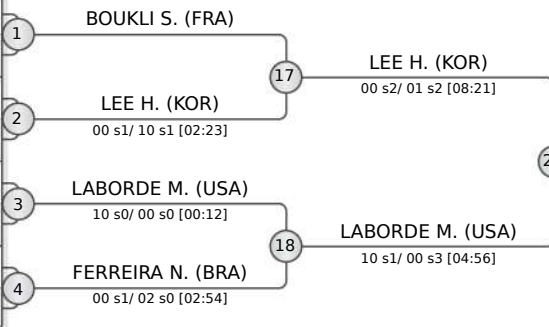 BOUKLI S. (FRA)
1
17
LEE H. (KOR)
00 s2/ 01 s2 [08:21]
LEE H. (KOR)
2
00 s1/ 10 s1 [02:23]
LABORDE M. (USA)
3
10 s0/ 00 s0 [00:12]
18
LABORDE M. (USA)
10 s1/ 00 s3 [04:56]
FERREIRA N. (BRA)
4
00 s1/ 02 s0 [02:54]